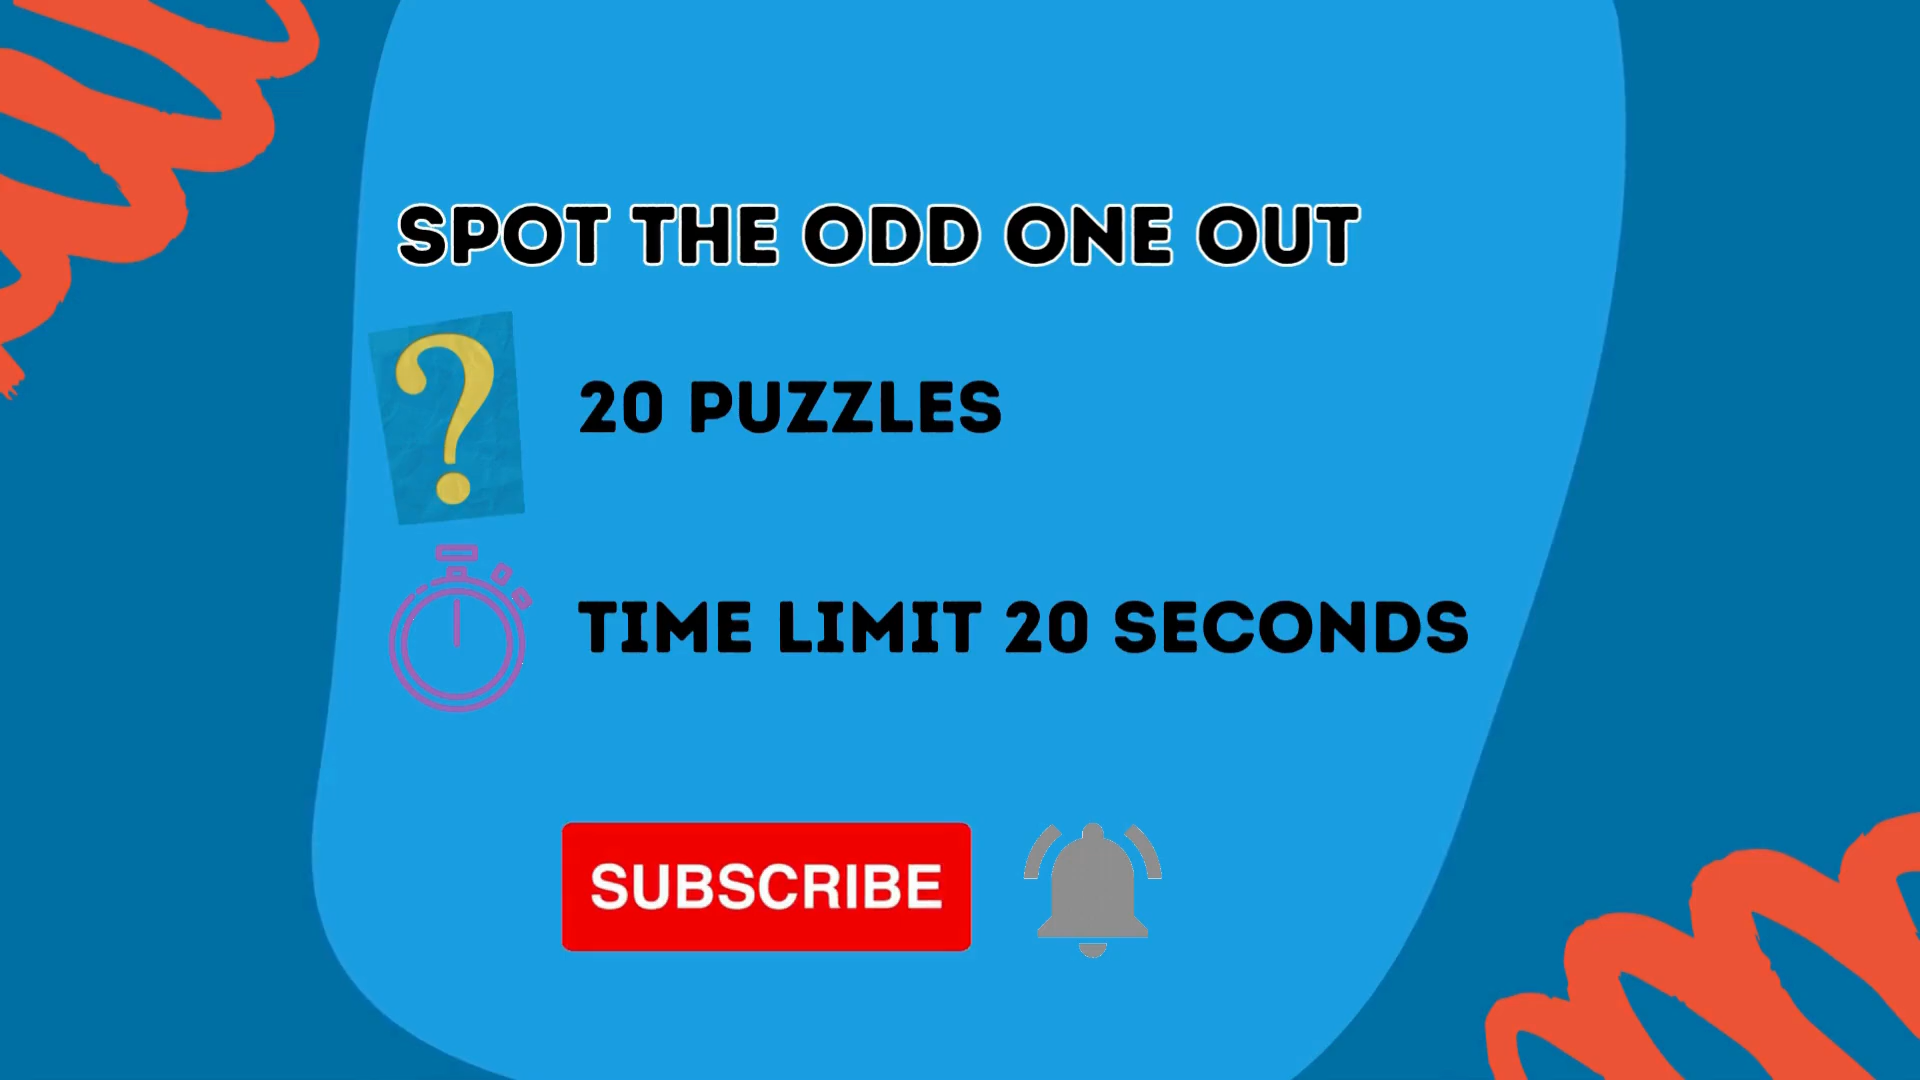 SPOT THE ODD ONE OUT
?
20 PUZZLES
TIME LIMIT 20 SECONDS
SUBSCRIBE